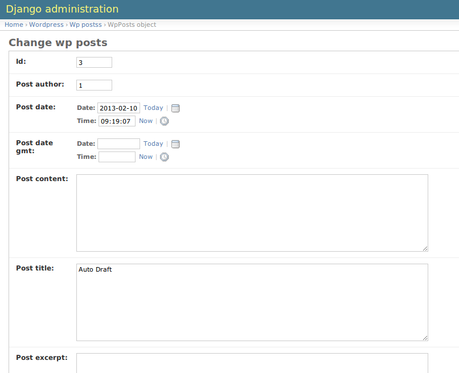 Django administration
Home › Wordpress › Wp postss › WpPosts object
Change wp posts
Id: 3
Post author: 1
Post date: Date: 2013-02-10 Today |
Time: 09:19:07 Now |
Post date gmt: Date: Today |
Time: Now |
Post content:
Post title: Auto Draft
Post excerpt: